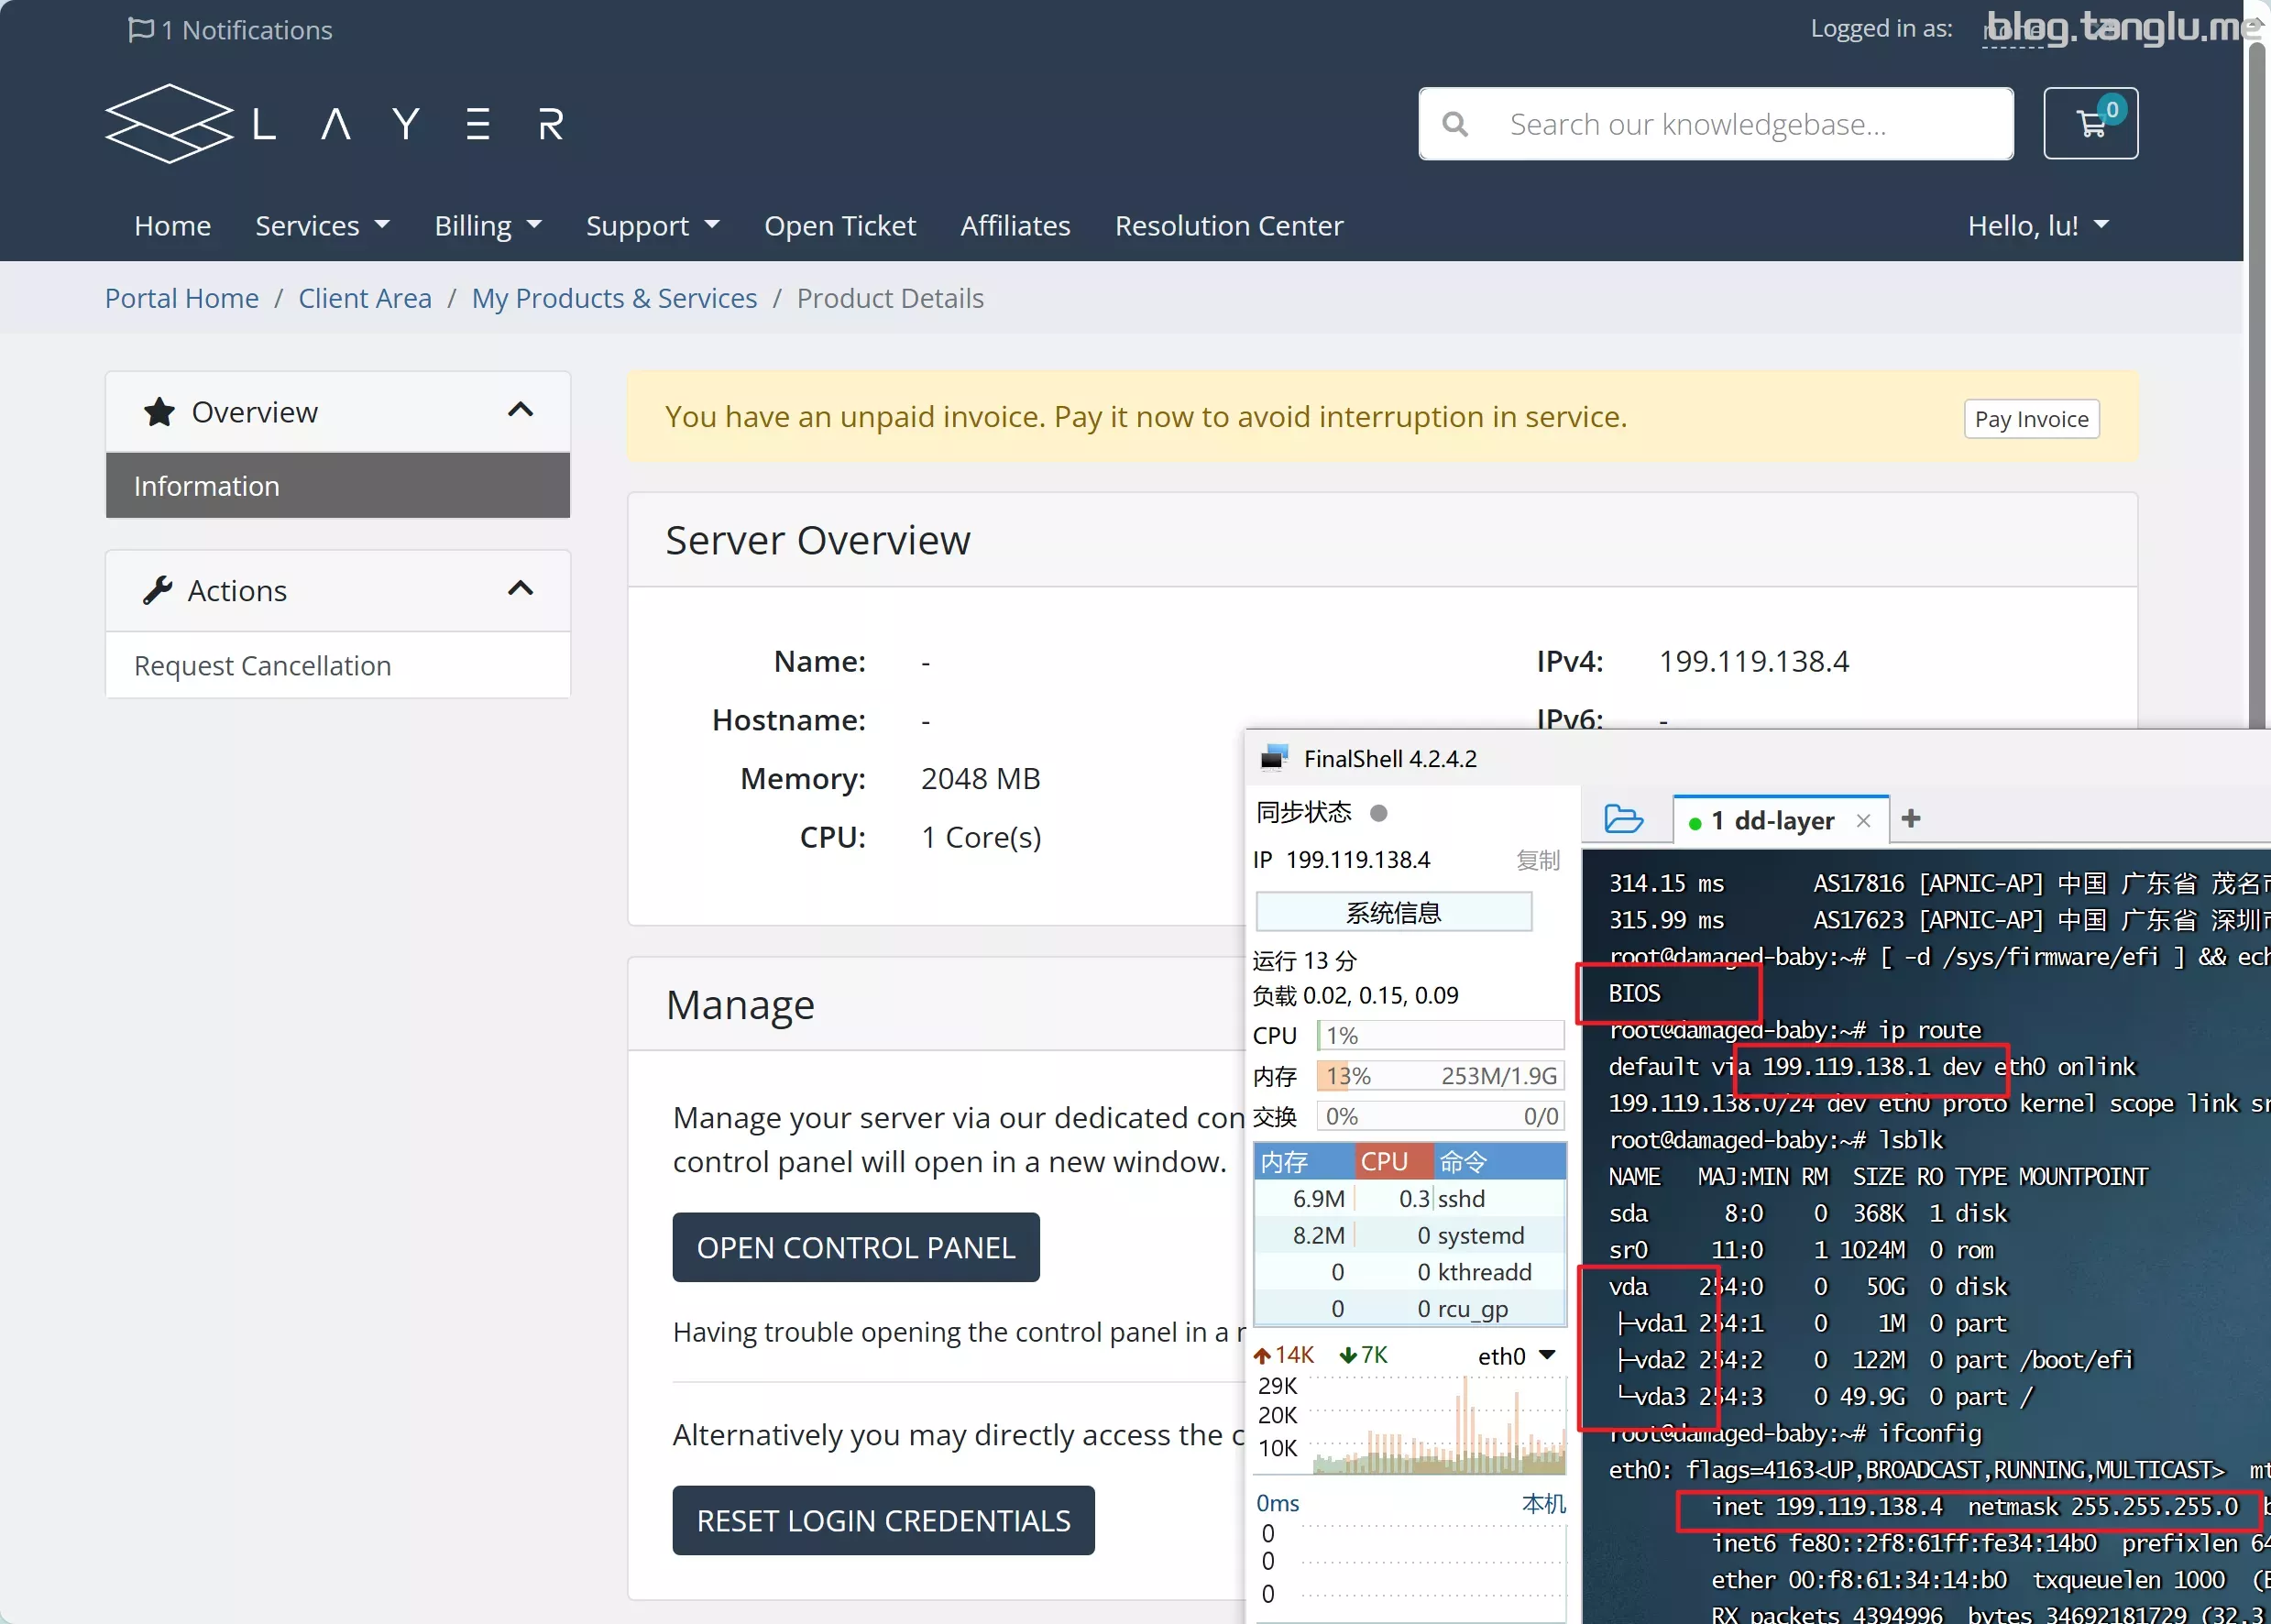 1 Notifications
Logged in as:
blog.tanglu.me
LAYER
Search our knowledgebase...
0
Home Services Billing Support Open Ticket Affiliates Resolution Center Hello, lu!
Portal Home / Client Area / My Products & Services / Product Details
Overview
Information
Actions
Request Cancellation
You have an unpaid invoice. Pay it now to avoid interruption in service.
Pay Invoice
Server Overview
Name: -
IPv4: 199.119.138.4
Hostname: -
IPv6: -
Memory: 2048 MB
CPU: 1 Core(s)
Manage
Manage your server via our dedicated con
control panel will open in a new window.
OPEN CONTROL PANEL
Having trouble opening the control panel in a
Alternatively you may directly access the c
RESET LOGIN CREDENTIALS
FinalShell 4.2.4.2
同步状态
IP 199.119.138.4 复制
系统信息
运行 13 分
负载 0.02, 0.15, 0.09
CPU 1%
内存 13% 253M/1.9G
交换 0% 0/0
内存 CPU 命令
6.9M 0.3 sshd
8.2M 0 systemd
0 0 kthreadd
0 0 rcu_gp
14K 7K eth0
29K
20K
10K
0ms 本机
0
0
0
1 dd-layer × +
314.15 ms AS17816 [APNIC-AP] 中国 广东省 茂名市
315.99 ms AS17623 [APNIC-AP] 中国 广东省 深圳市
root@damaged-baby:~# [ -d /sys/firmware/efi ] && ech
BIOS
root@damaged-baby:~# ip route
default via 199.119.138.1 dev eth0 onlink
199.119.138.0/24 dev eth0 proto kernel scope link sr
root@damaged-baby:~# lsblk
NAME MAJ:MIN RM SIZE RO TYPE MOUNTPOINT
sda 8:0 0 368K 1 disk
sr0 11:0 1 1024M 0 rom
vda 254:0 0 50G 0 disk
├─vda1 254:1 0 1M 0 part
├─vda2 254:2 0 122M 0 part /boot/efi
└─vda3 254:3 0 49.9G 0 part /
root@damaged-baby:~# ifconfig
eth0: flags=4163<UP,BROADCAST,RUNNING,MULTICAST> mt
inet 199.119.138.4 netmask 255.255.255.0 b
inet6 fe80::2f8:61ff:fe34:14b0 prefixlen 64
ether 00:f8:61:34:14:b0 txqueuelen 1000 (E
RX packets 4394996 bytes 34692181729 (32.3